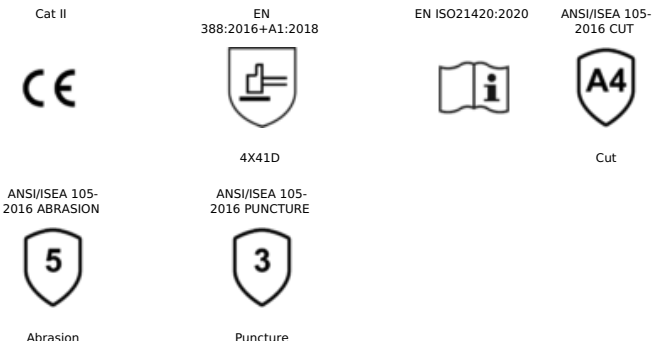 Cat II
EN
388:2016+A1:2018
EN ISO21420:2020
ANSI/ISEA 105-
2016 CUT
CE
i
A4
4X41D
Cut
ANSI/ISEA 105-
2016 ABRASION
ANSI/ISEA 105-
2016 PUNCTURE
5
3
Abrasion
Puncture